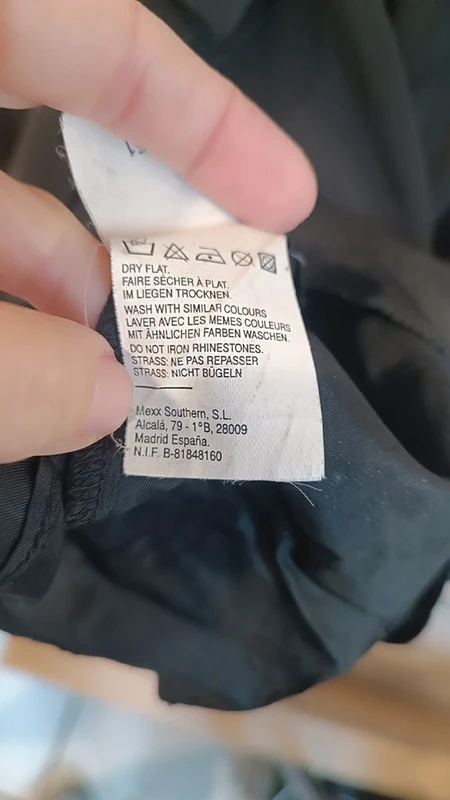 DRY FLAT.
FAIRE SÉCHER À PLAT.
IM LIEGEN TROCKNEN.
WASH WITH SIMILAR COLOURS
LAVER AVEC LES MEMES COULEURS
MIT ÄHNLICHEN FARBEN WASCHEN.
DO NOT IRON RHINESTONES.
STRASS: NE PAS REPASSER
STRASS: NICHT BÜGELN
Mexx Southern, S.L.
Alcalá, 79 - 1°B, 28009
Madrid España.
N.I.F. B-81848160